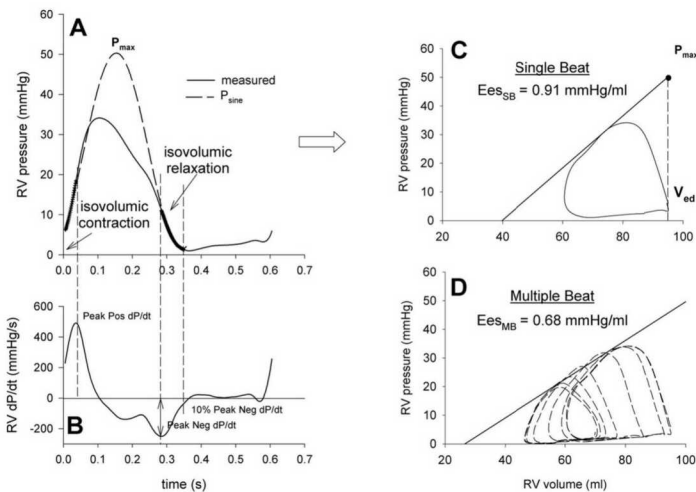 A
P_max
60
50
40
30
20
10
0
RV pressure (mmHg)
measured
P_sine
isovolumic
relaxation
isovolumic
contraction
0.0 0.1 0.2 0.3 0.4 0.5 0.6 0.7
600
400
200
0
-200
RV dP/dt (mmHg/s)
Peak Pos dP/dt
10% Peak Neg dP/dt
Peak Neg dP/dt
B
0.0 0.1 0.2 0.3 0.4 0.5 0.6 0.7
time (s)
C
Single Beat
Ees_SB = 0.91 mmHg/ml
P_max
60
50
40
30
20
10
0
RV pressure (mmHg)
V_ed
40 60 80 100
D
Multiple Beat
Ees_MB = 0.68 mmHg/ml
60
50
40
30
20
10
0
RV pressure (mmHg)
20 40 60 80 100
RV volume (ml)